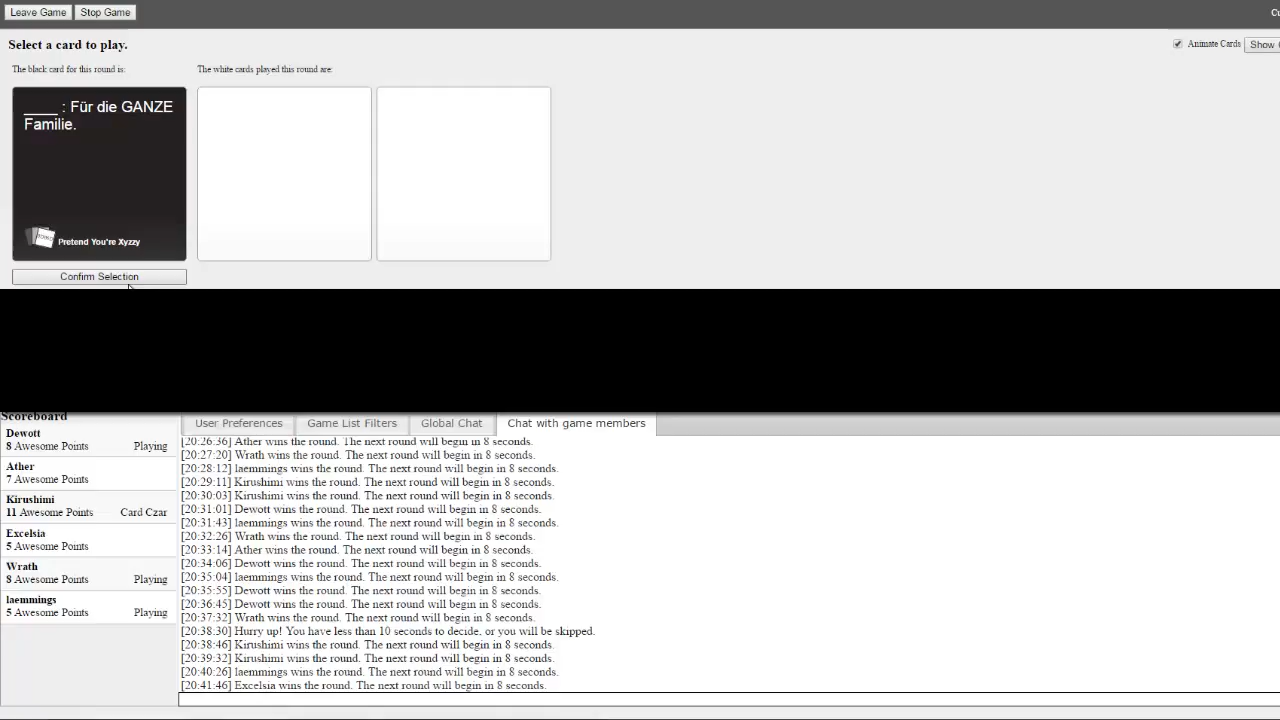 Leave Game Stop Game
Select a card to play.
Animate Cards Show
The black card for this round is:
The white cards played this round are:
____ : Für die GANZE
Familie.
Pretend You're Xyzzy
Confirm Selection
Scoreboard
Dewott
8 Awesome Points Playing
Ather
7 Awesome Points
Kirushimi
11 Awesome Points Card Czar
Excelsia
5 Awesome Points
Wrath
8 Awesome Points Playing
laemmings
5 Awesome Points Playing
User Preferences Game List Filters Global Chat Chat with game members
[20:26:36] Ather wins the round. The next round will begin in 8 seconds.
[20:27:20] Wrath wins the round. The next round will begin in 8 seconds.
[20:28:12] laemmings wins the round. The next round will begin in 8 seconds.
[20:29:11] Kirushimi wins the round. The next round will begin in 8 seconds.
[20:30:03] Kirushimi wins the round. The next round will begin in 8 seconds.
[20:31:01] Dewott wins the round. The next round will begin in 8 seconds.
[20:31:43] laemmings wins the round. The next round will begin in 8 seconds.
[20:32:26] Wrath wins the round. The next round will begin in 8 seconds.
[20:33:14] Ather wins the round. The next round will begin in 8 seconds.
[20:34:06] Dewott wins the round. The next round will begin in 8 seconds.
[20:35:04] laemmings wins the round. The next round will begin in 8 seconds.
[20:35:55] Dewott wins the round. The next round will begin in 8 seconds.
[20:36:45] Dewott wins the round. The next round will begin in 8 seconds.
[20:37:32] Wrath wins the round. The next round will begin in 8 seconds.
[20:38:30] Hurry up! You have less than 10 seconds to decide, or you will be skipped.
[20:38:46] Kirushimi wins the round. The next round will begin in 8 seconds.
[20:39:32] Kirushimi wins the round. The next round will begin in 8 seconds.
[20:40:26] laemmings wins the round. The next round will begin in 8 seconds.
[20:41:46] Excelsia wins the round. The next round will begin in 8 seconds.